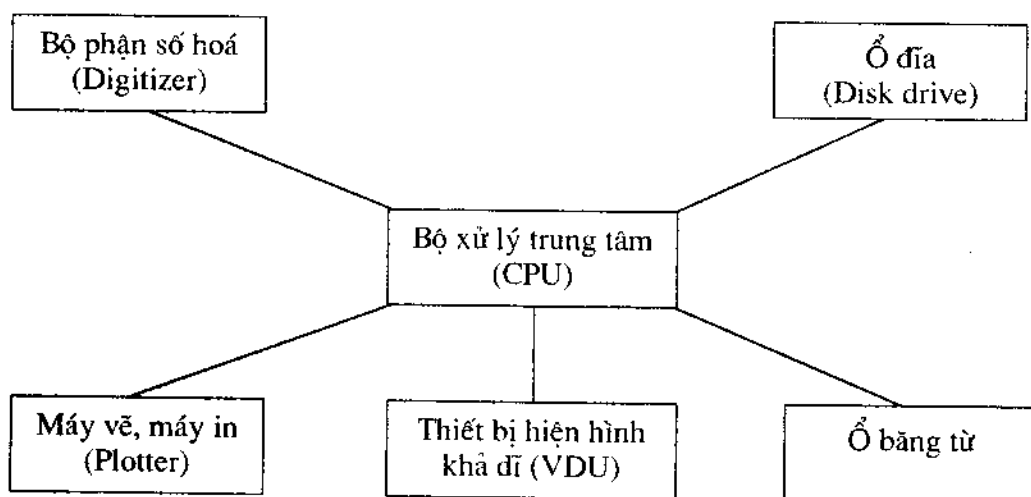 Bộ phận số hoá
(Digitizer)
Ổ đĩa
(Disk drive)
Bộ xử lý trung tâm
(CPU)
Máy vẽ, máy in
(Plotter)
Thiết bị hiện hình
khả dĩ (VDU)
Ổ băng từ